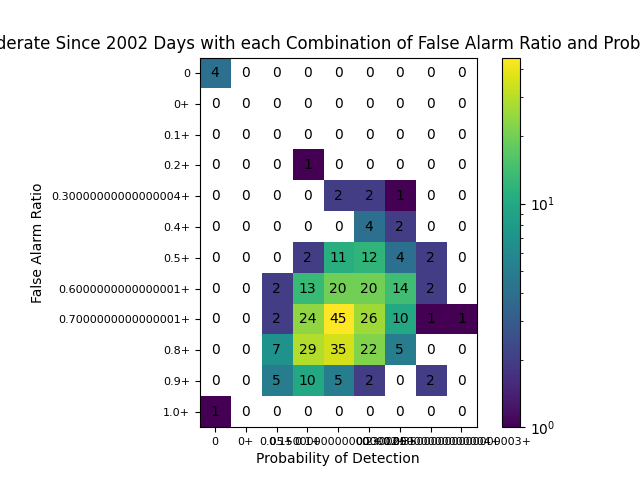 derate Since 2002 Days with each Combination of False Alarm Ratio and Prob
0 4 0 0 0 0 0 0 0 0
0+ 0 0 0 0 0 0 0 0 0
0.1+ 0 0 0 0 0 0 0 0 0
0.2+ 0 0 0 1 0 0 0 0 0
0.30000000000000004+ 0 0 0 0 2 2 1 0 0
0.4+ 0 0 0 0 0 4 2 0 0
0.5+ 0 0 0 2 11 12 4 2 0
0.6000000000000001+ 0 0 2 13 20 20 14 2 0
0.7000000000000001+ 0 0 2 24 45 26 10 1 1
0.8+ 0 0 7 29 35 22 5 0 0
0.9+ 0 0 5 10 5 2 0 2 0
1.0+ 1 0 0 0 0 0 0 0 0
0 0+
False Alarm Ratio
Probability of Detection
10¹
10⁰